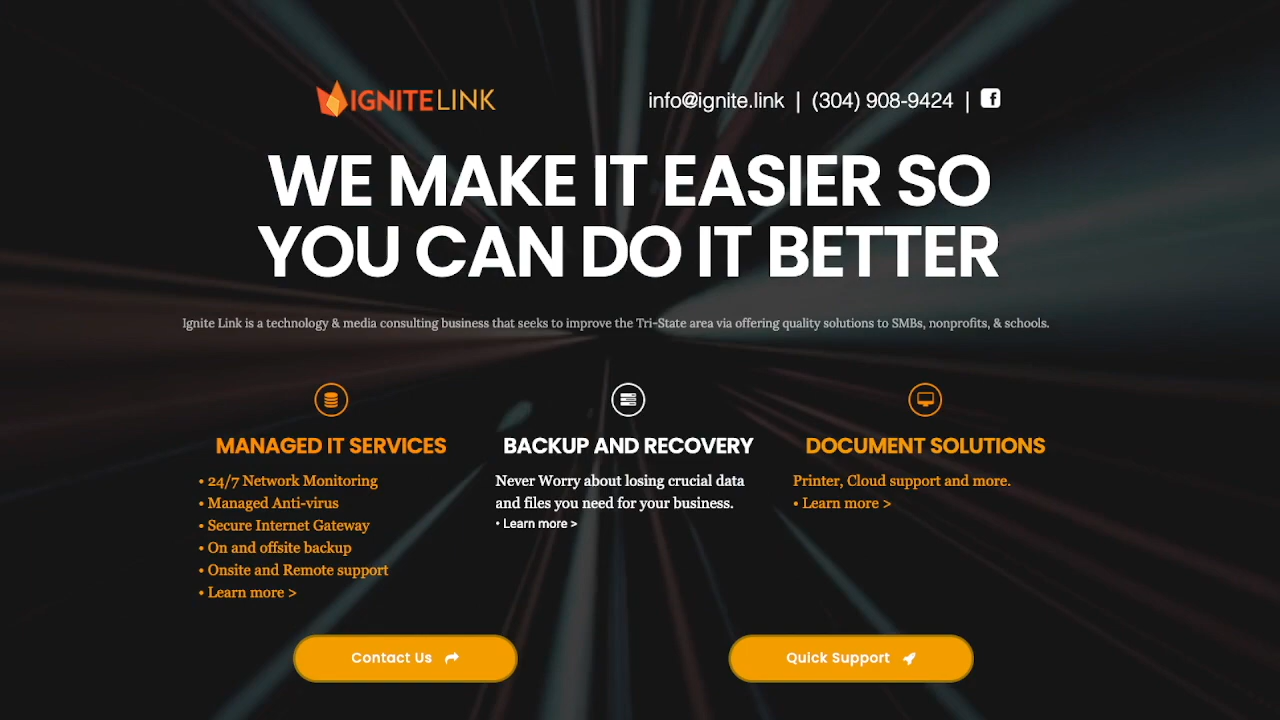 IGNITELINK
info@ignite.link | (304) 908-9424 |
WE MAKE IT EASIER SO
YOU CAN DO IT BETTER
Ignite Link is a technology & media consulting business that seeks to improve the Tri-State area via offering quality solutions to SMBs, nonprofits, & schools.
MANAGED IT SERVICES
• 24/7 Network Monitoring
• Managed Anti-virus
• Secure Internet Gateway
• On and offsite backup
• Onsite and Remote support
• Learn more >
BACKUP AND RECOVERY
Never Worry about losing crucial data
and files you need for your business.
• Learn more >
DOCUMENT SOLUTIONS
Printer, Cloud support and more.
• Learn more >
Contact Us
Quick Support